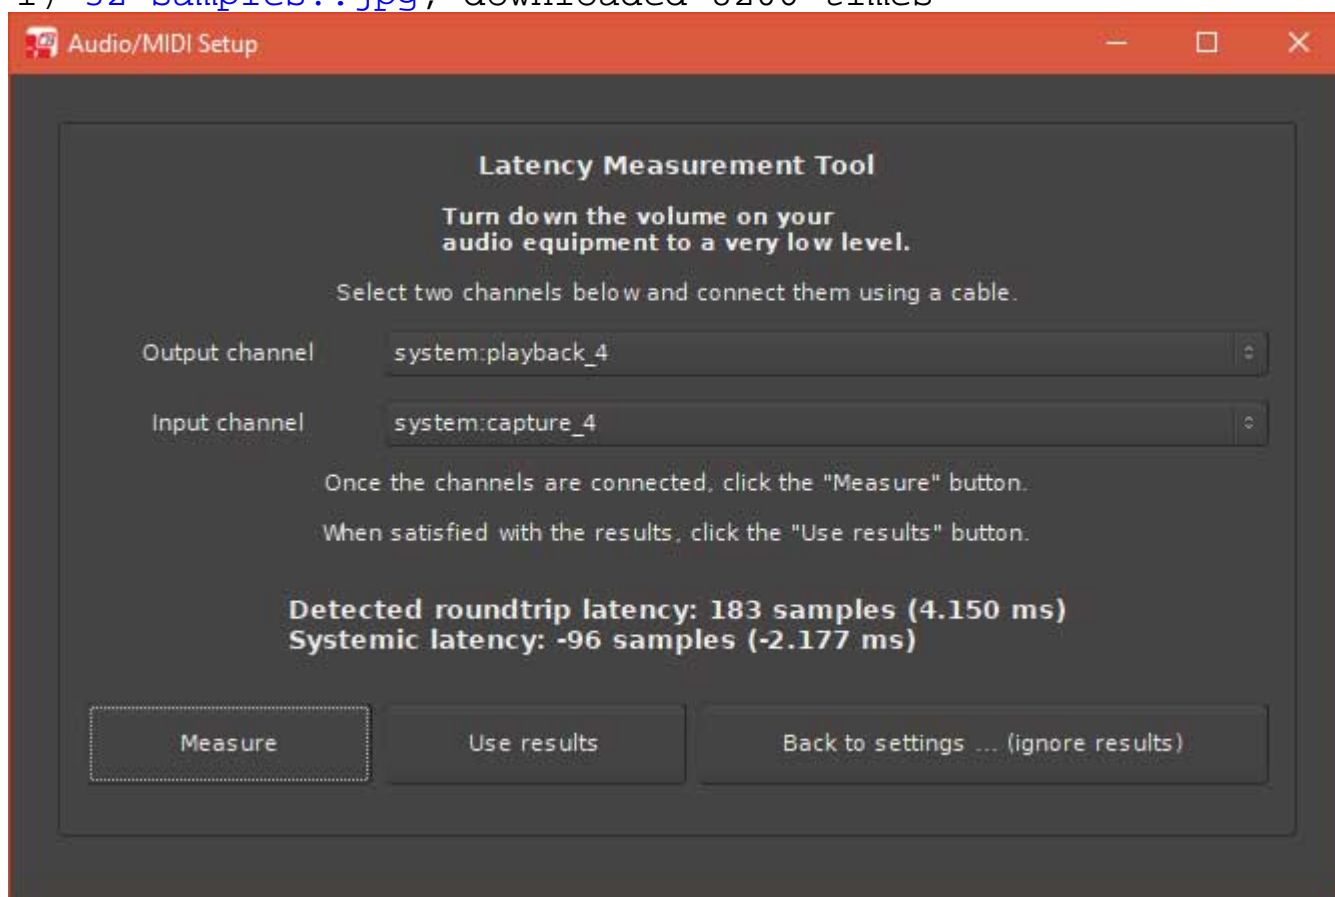 Audio/MIDI Setup
Latency Measurement Tool
Turn down the volume on your
audio equipment to a very low level.
Select two channels below and connect them using a cable.
Output channel system:playback_4
Input channel system:capture_4
Once the channels are connected, click the "Measure" button.
When satisfied with the results, click the "Use results" button.
Detected roundtrip latency: 183 samples (4.150 ms)
Systemic latency: -96 samples (-2.177 ms)
Measure Use results Back to settings ... (ignore results)